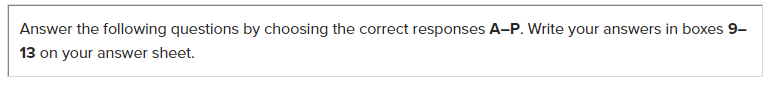 Answer the following questions by choosing the correct responses A–P. Write your answers in boxes 9–
13 on your answer sheet.